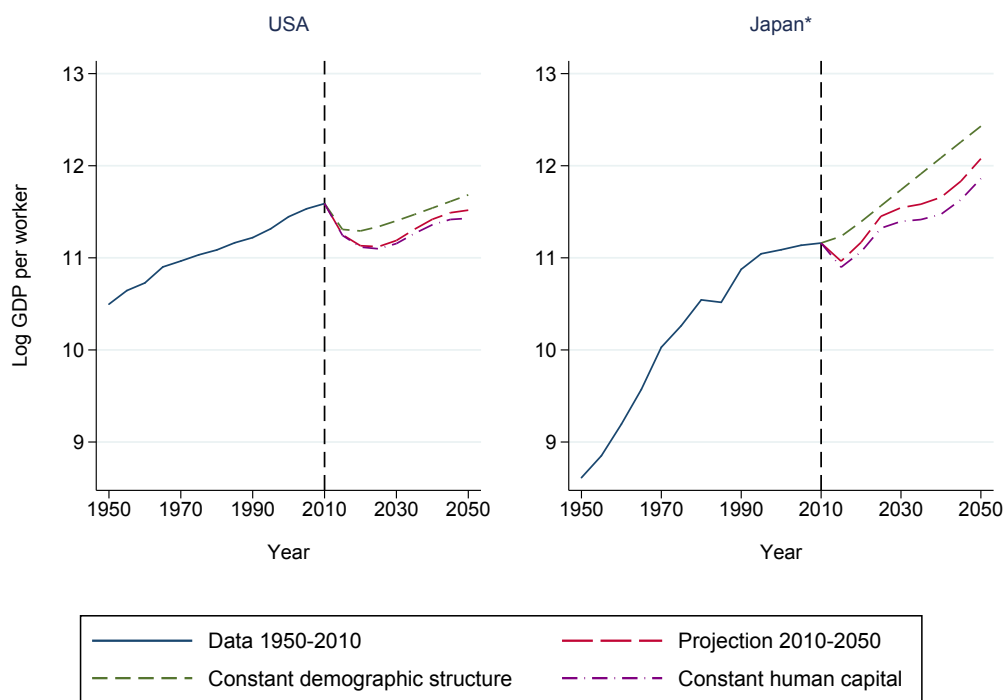 USA
Japan*
Log GDP per worker
13
12
11
10
9
1950 1970 1990 2010 2030 2050
Year
13
12
11
10
9
1950 1970 1990 2010 2030 2050
Year
Data 1950-2010
Projection 2010-2050
Constant demographic structure
Constant human capital